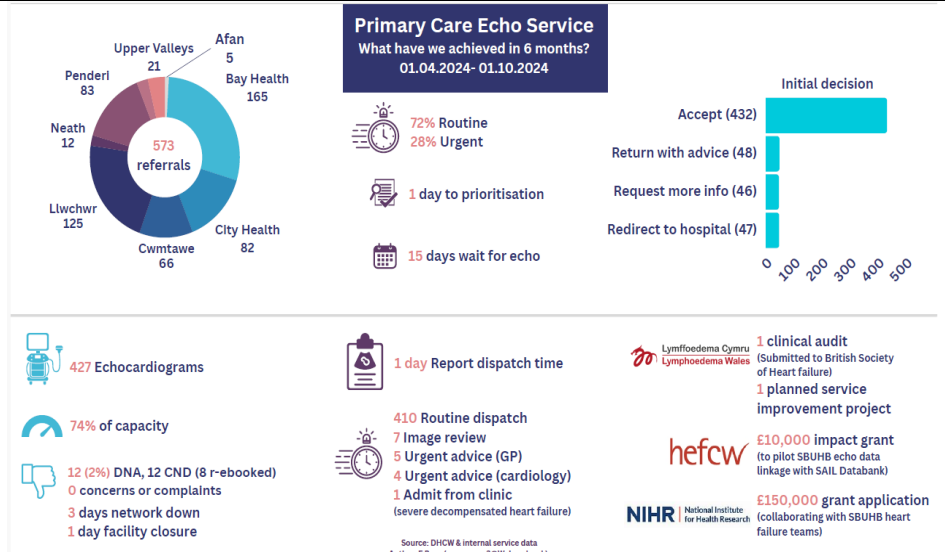 Primary Care Echo Service
What have we achieved in 6 months?
01.04.2024- 01.10.2024
Upper Valleys
21
Afan
5
Penderi
83
Bay Health
165
Neath
12
573
referrals
Llwchwr
125
City Health
82
Cwmtawe
66
72% Routine
28% Urgent
1 day to prioritisation
15 days wait for echo
Initial decision
Accept (432)
Return with advice (48)
Request more info (46)
Redirect to hospital (47)
0
100
200
300
400
500
427 Echocardiograms
74% of capacity
12 (2%) DNA, 12 CND (8 r-ebooked)
0 concerns or complaints
3 days network down
1 day facility closure
1 day Report dispatch time
410 Routine dispatch
7 Image review
5 Urgent advice (GP)
4 Urgent advice (cardiology)
1 Admit from clinic
(severe decompensated heart failure)
Source: DHCW & internal service data
Lymffoedema Cymru
Lymphoedema Wales
1 clinical audit
(Submitted to British Society
of Heart failure)
1 planned service
improvement project
hefcw
£10,000 impact grant
(to pilot SBUHB echo data
linkage with SAIL Databank)
NIHR | National Institute
for Health Research
£150,000 grant application
(collaborating with SBUHB heart
failure teams)